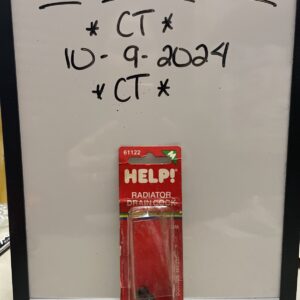 * CT *
10-9-2024
* CT *
61122
HELP!
RADIATOR
DRAIN COCK